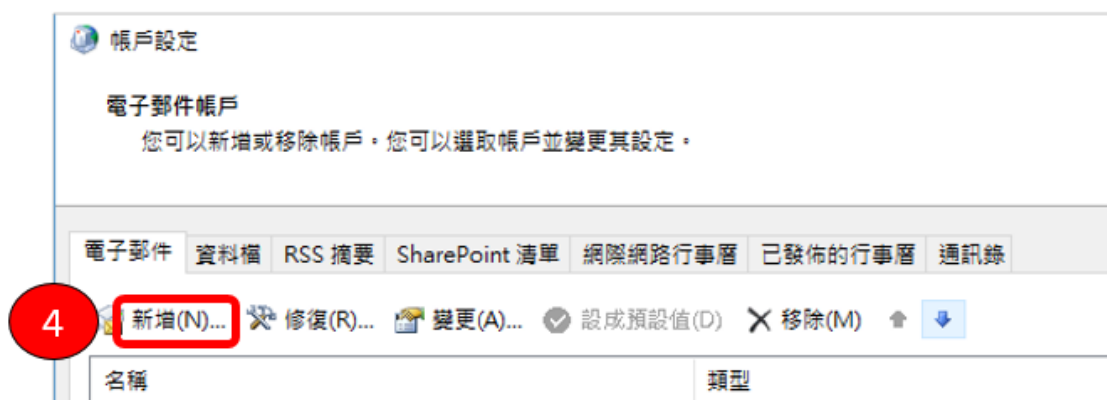 帳戶設定
電子郵件帳戶
您可以新增或移除帳戶。您可以選取帳戶並變更其設定。
電子郵件 資料檔 RSS 摘要 SharePoint 清單 網際網路行事曆 已發佈的行事曆 通訊錄
4 新增(N)... 修復(R)... 變更(A)... 設成預設值(D) 移除(M)
名稱 類型